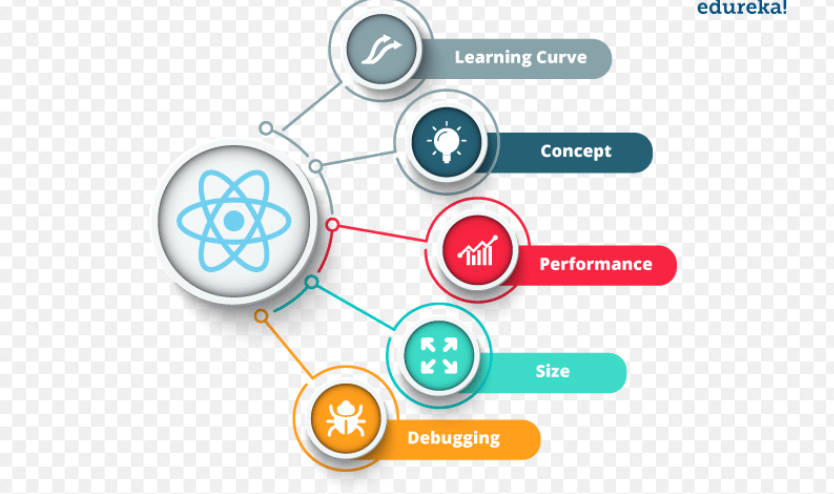 edureka!
Learning Curve
Concept
Performance
Size
Debugging